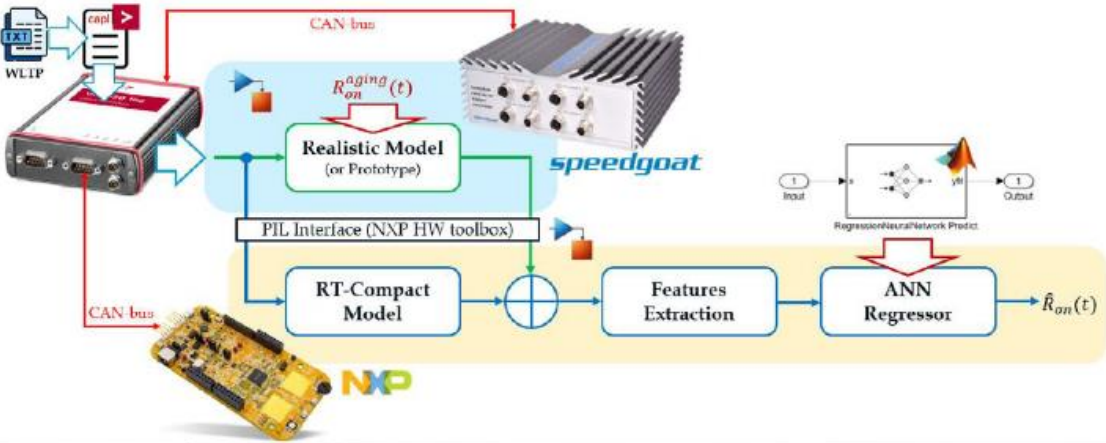 TXT
WLTP
capl
CAN-bus
R_on^aging(t)
Realistic Model
(or Prototype)
speedgoat
PIL Interface (NXP HW toolbox)
1
Input
x
yfit
1
Output
RegressionNeuralNetwork Predict
RT-Compact
Model
Features
Extraction
ANN
Regressor
R̂_on(t)
CAN-bus
NXP